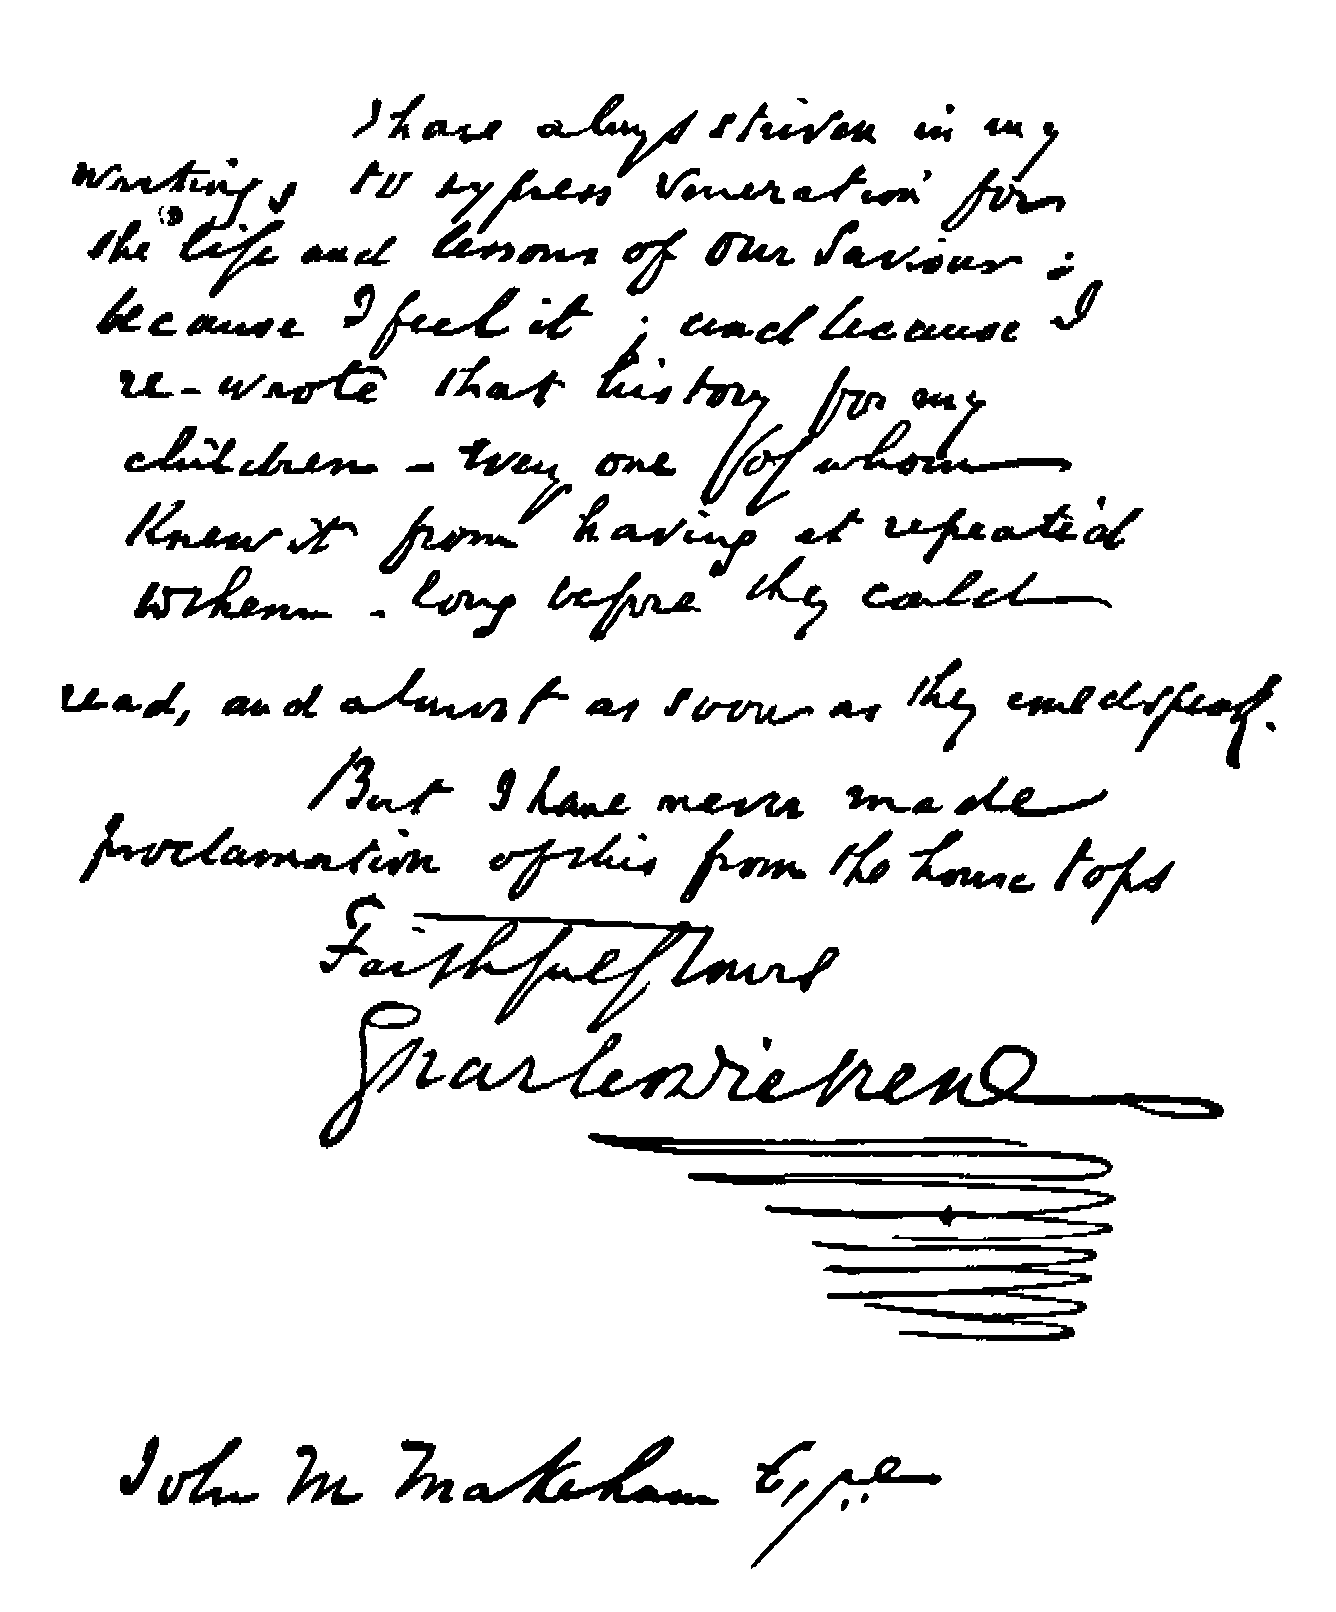 I have always striven in my
writings to express veneration for
the life and lessons of Our Saviour ;
because I feel it ; and because I
re-wrote that history for my
children - every one of whom
Knew it from having it repeated
to them - long before they could
read, and almost as soon as they could speak.
But I have never made
proclamation of this from the house tops
Faithfully Yours
Charles Dickens
John M Makeham Esqre